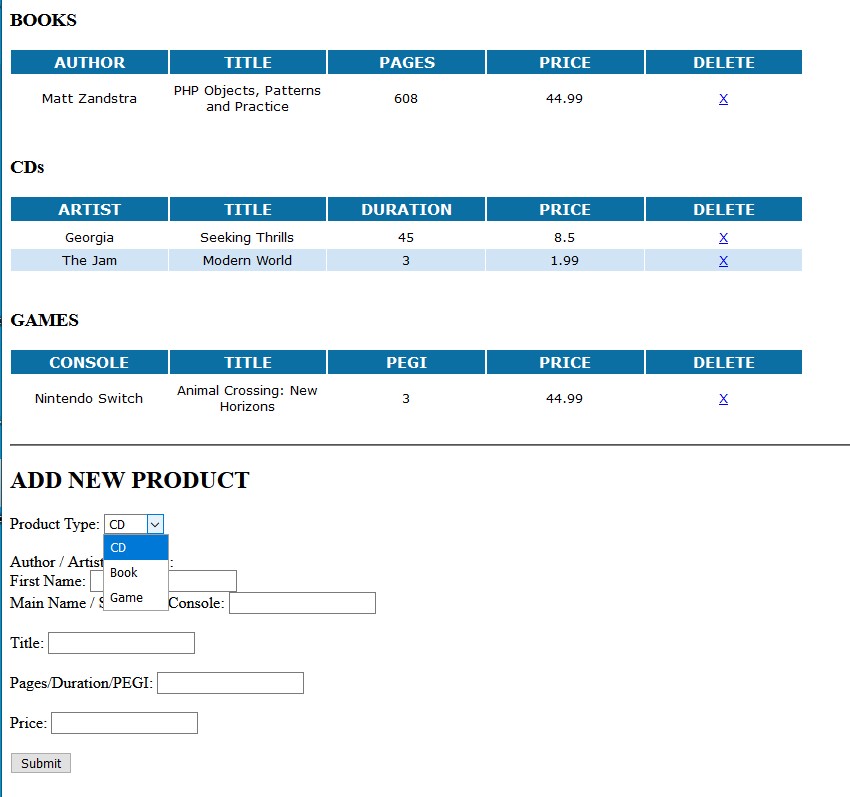 BOOKS
AUTHOR TITLE PAGES PRICE DELETE
Matt Zandstra PHP Objects, Patterns and Practice 608 44.99 X
CDs
ARTIST TITLE DURATION PRICE DELETE
Georgia Seeking Thrills 45 8.5 X
The Jam Modern World 3 1.99 X
GAMES
CONSOLE TITLE PEGI PRICE DELETE
Nintendo Switch Animal Crossing: New Horizons 3 44.99 X
ADD NEW PRODUCT
Product Type: CD
CD
Book
Game
Author / Artist :
First Name:
Main Name / Console:
Title:
Pages/Duration/PEGI:
Price:
Submit